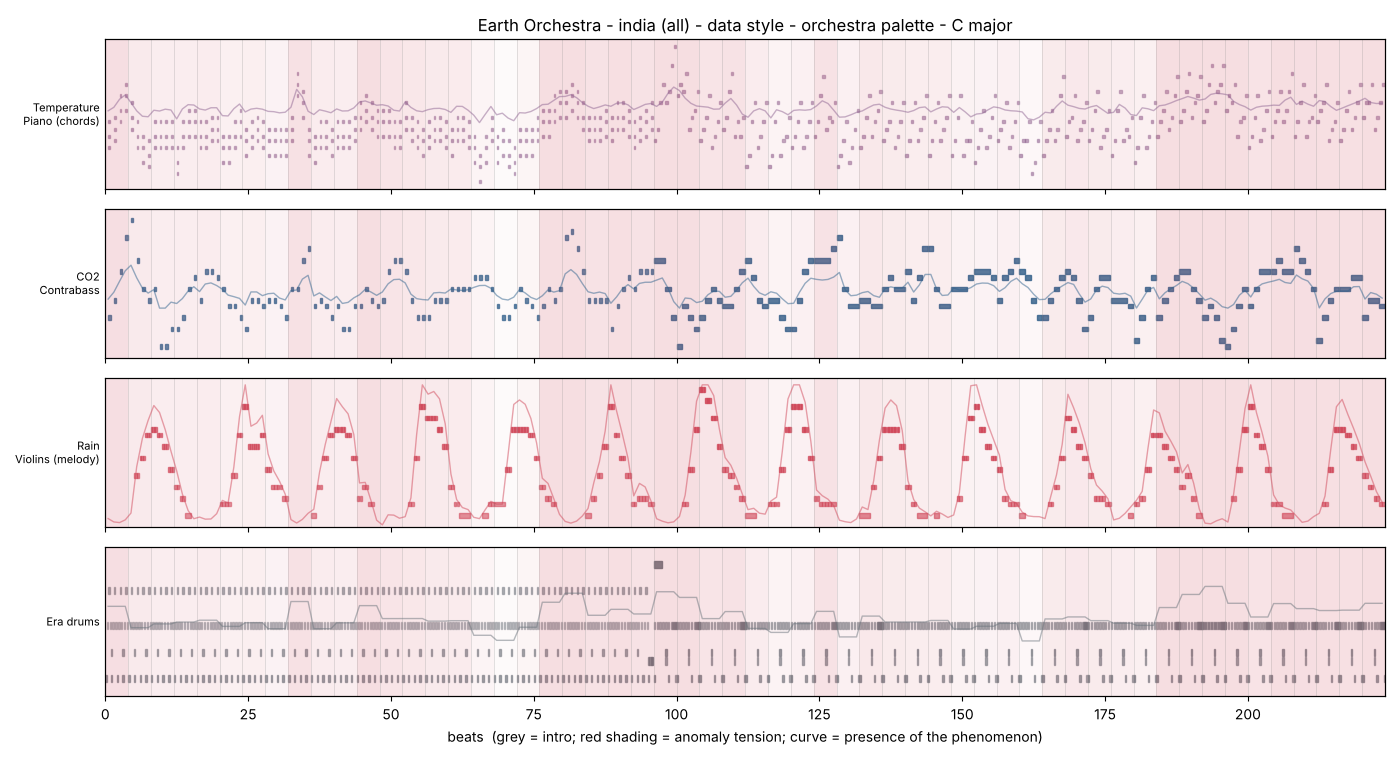 Earth Orchestra - india (all) - data style - orchestra palette - C major
Temperature
Piano (chords)
CO2
Contrabass
Rain
Violins (melody)
Era drums
0 25 50 75 100 125 150 175 200
beats  (grey = intro; red shading = anomaly tension; curve = presence of the phenomenon)